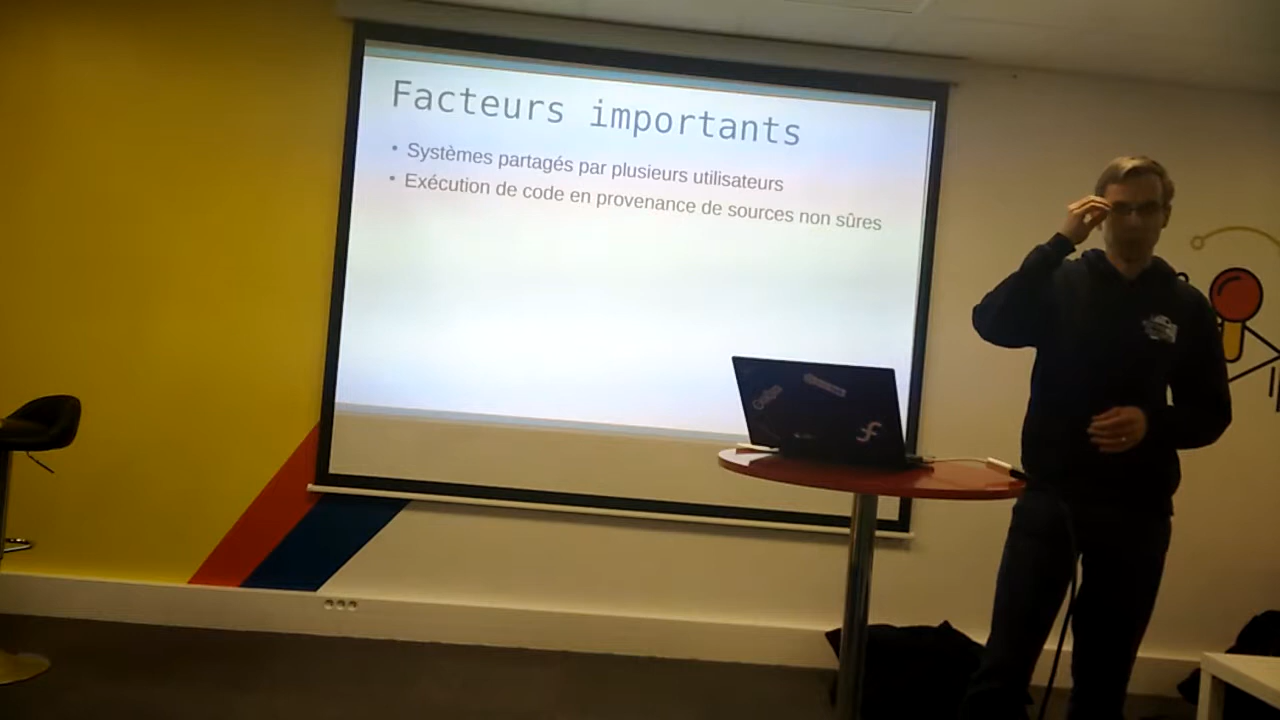 Facteurs importants
• Systèmes partagés par plusieurs utilisateurs
• Exécution de code en provenance de sources non sûres